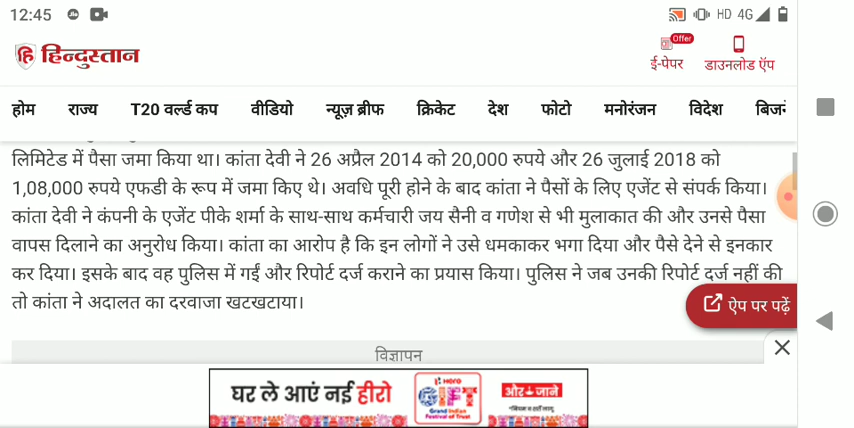 12:45
HD 4G
हिन्दुस्तान
Offer
ई-पेपर
डाउनलोड ऍप
होम राज्य T20 वर्ल्ड कप वीडियो न्यूज़ ब्रीफ क्रिकेट देश फोटो मनोरंजन विदेश
लिमिटेड में पैसा जमा किया था। कांता देवी ने 26 अप्रैल 2014 को 20,000 रुपये और 26 जुलाई 2018 को
1,08,000 रुपये एफडी के रूप में जमा किए थे। अवधि पूरी होने के बाद कांता ने पैसों के लिए एजेंट से संपर्क किया।
कांता देवी ने कंपनी के एजेंट पीके शर्मा के साथ-साथ कर्मचारी जय सैनी व गणेश से भी मुलाकात की और उनसे पैसा
वापस दिलाने का अनुरोध किया। कांता का आरोप है कि इन लोगों ने उसे धमकाकर भगा दिया और पैसे देने से इनकार
कर दिया। इसके बाद वह पुलिस में गईं और रिपोर्ट दर्ज कराने का प्रयास किया। पुलिस ने जब उनकी रिपोर्ट दर्ज नहीं की
तो कांता ने अदालत का दरवाजा खटखटाया।
ऐप पर पढ़ें
विज्ञापन
घर ले आएं नई हीरो
Hero
GIFT
Grand Indian
Festival of Trust
और जानें